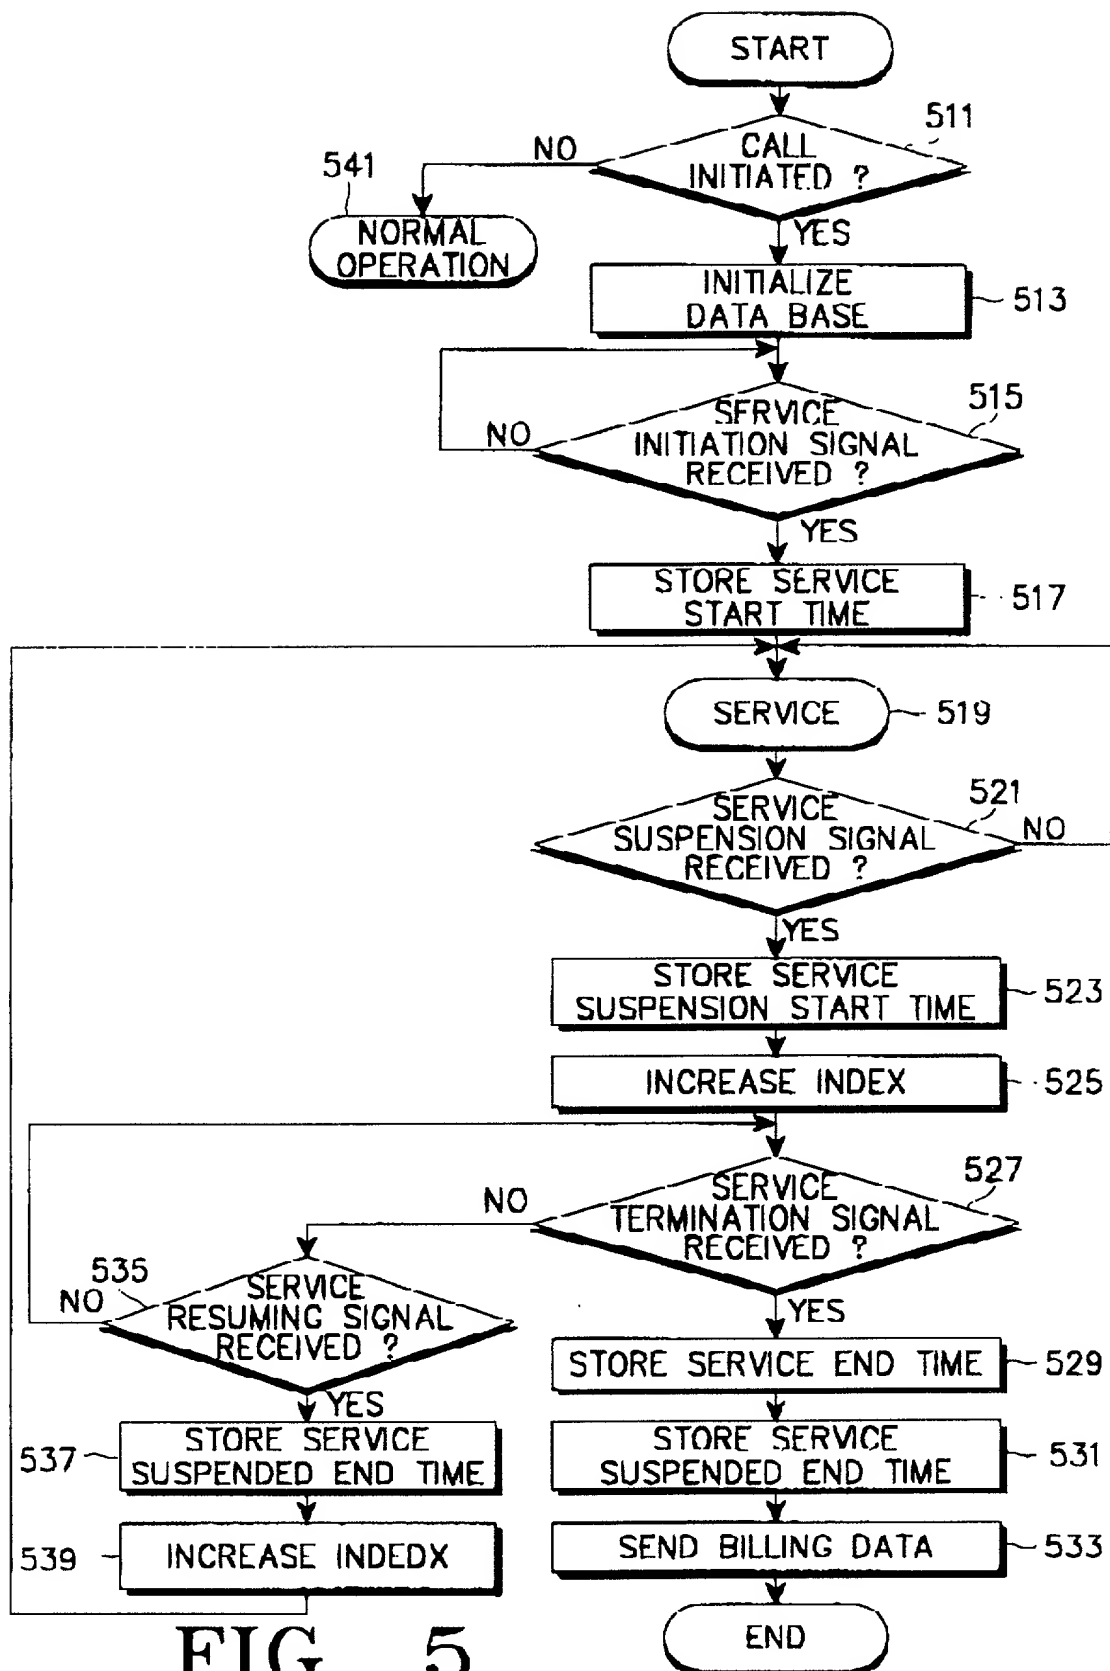 START
511
CALL
INITIATED ?
NO
541
NORMAL
OPERATION
YES
INITIALIZE
DATA BASE
513
515
SERVICE
INITIATION SIGNAL
RECEIVED ?
NO
YES
STORE SERVICE
START TIME
517
SERVICE
519
521
SERVICE
SUSPENSION SIGNAL
RECEIVED ?
NO
YES
STORE SERVICE
SUSPENSION START TIME
523
INCREASE INDEX
525
527
SERVICE
TERMINATION SIGNAL
RECEIVED ?
NO
535
SERVICE
RESUMING SIGNAL
RECEIVED ?
NO
YES
STORE SERVICE END TIME
529
YES
537
STORE SERVICE
SUSPENDED END TIME
STORE SERVICE
SUSPENDED END TIME
531
539
INCREASE INDEDX
SEND BILLING DATA
533
END
FIG 5